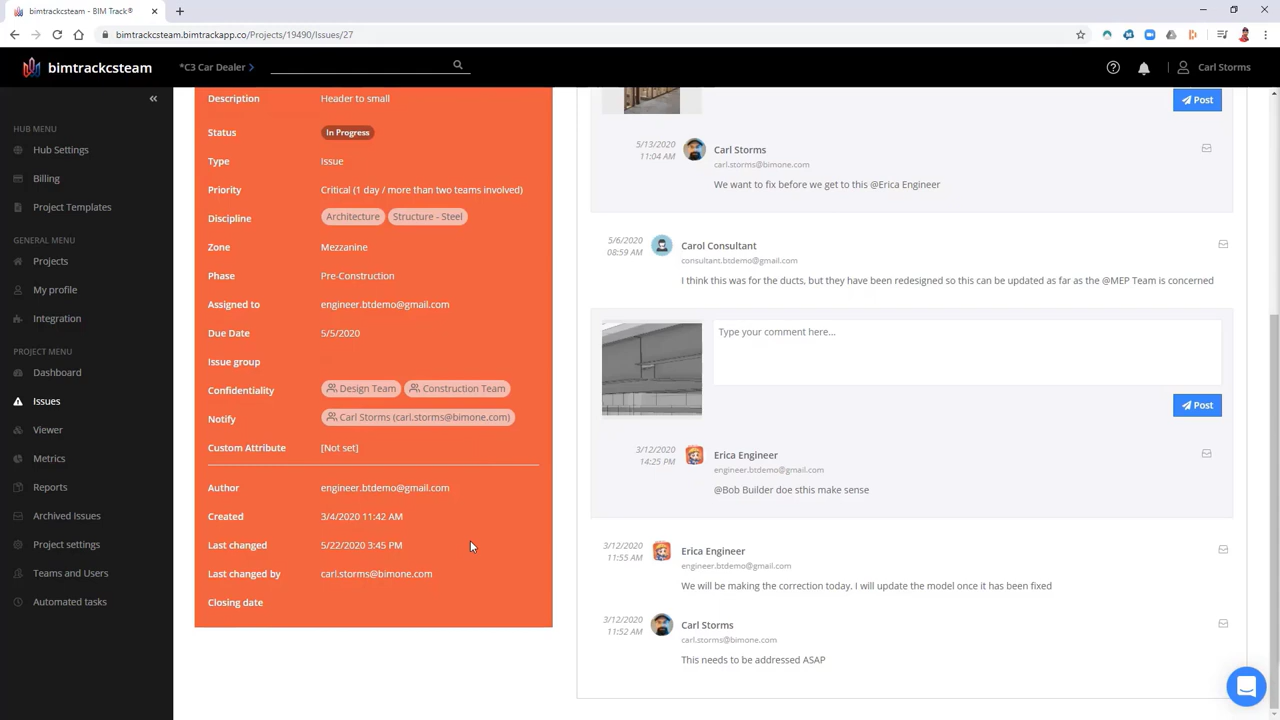 bimtrackcsteam - BIM Track®
bimtrackcsteam.bimtrackapp.co/Projects/19490/Issues/27
bimtrackcsteam
*C3 Car Dealer
Carl Storms
HUB MENU
Hub Settings
Billing
Project Templates
GENERAL MENU
Projects
My profile
Integration
PROJECT MENU
Dashboard
Issues
Viewer
Metrics
Reports
Archived Issues
Project settings
Teams and Users
Automated tasks
Description Header to small
Status In Progress
Type Issue
Priority Critical (1 day / more than two teams involved)
Discipline Architecture Structure - Steel
Zone Mezzanine
Phase Pre-Construction
Assigned to engineer.btdemo@gmail.com
Due Date 5/5/2020
Issue group
Confidentiality Design Team Construction Team
Notify Carl Storms (carl.storms@bimone.com)
Custom Attribute [Not set]
Author engineer.btdemo@gmail.com
Created 3/4/2020 11:42 AM
Last changed 5/22/2020 3:45 PM
Last changed by carl.storms@bimone.com
Closing date
Post
5/13/2020 Carl Storms
11:04 AM carl.storms@bimone.com
We want to fix before we get to this @Erica Engineer
5/6/2020 Carol Consultant
08:59 AM consultant.btdemo@gmail.com
I think this was for the ducts, but they have been redesigned so this can be updated as far as the @MEP Team is concerned
Type your comment here...
Post
3/12/2020 Erica Engineer
14:25 PM engineer.btdemo@gmail.com
@Bob Builder doe sthis make sense
3/12/2020 Erica Engineer
11:55 AM engineer.btdemo@gmail.com
We will be making the correction today. I will update the model once it has been fixed
3/12/2020 Carl Storms
11:52 AM carl.storms@bimone.com
This needs to be addressed ASAP